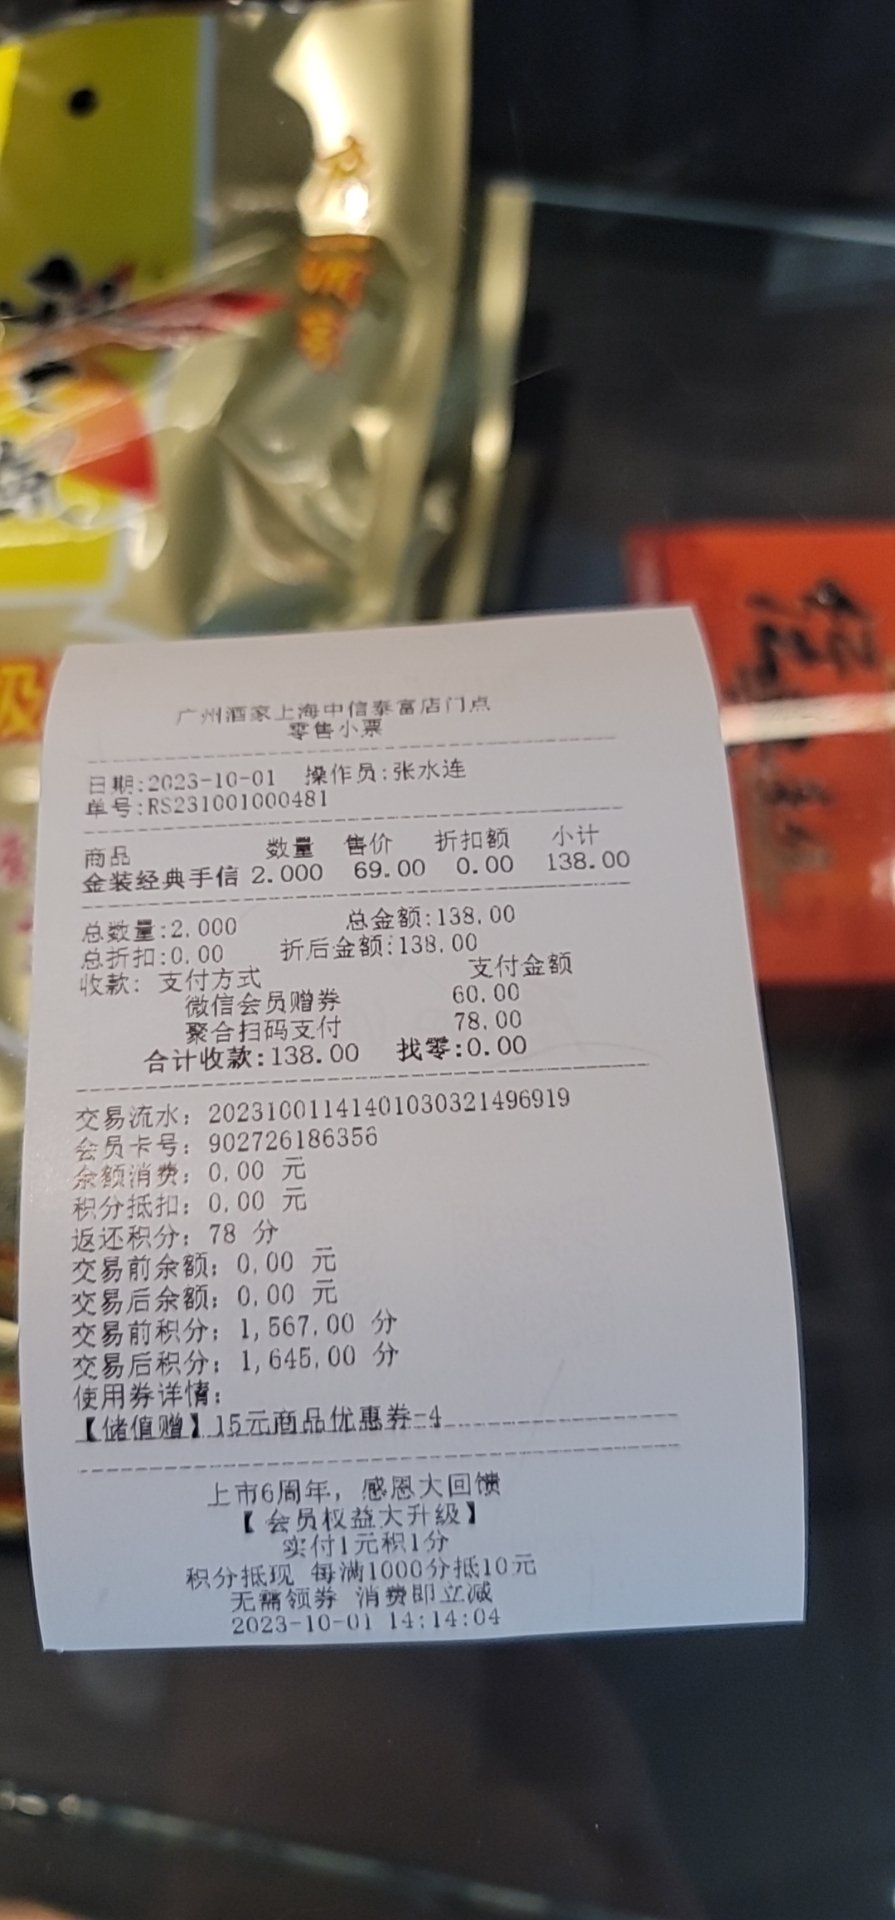 广州酒家
级
广州酒家上海中信泰富店门点
零售小票
日期:2023-10-01 操作员:张水连
单号:RS231001000481
商品 数量 售价 折扣额 小计
金装经典手信 2.000 69.00 0.00 138.00
总数量:2.000 总金额:138.00
总折扣:0.00 折后金额:138.00
收款: 支付方式 支付金额
微信会员赠券 60.00
聚合扫码支付 78.00
合计收款:138.00 找零:0.00
交易流水: 20231001141401030321496919
会员卡号: 902726186356
余额消费: 0.00 元
积分抵扣: 0.00 元
返还积分: 78 分
交易前余额: 0.00 元
交易后余额: 0.00 元
交易前积分: 1,567.00 分
交易后积分: 1,645.00 分
使用券详情:
【储值赠】15元商品优惠券-4
上市6周年, 感恩大回馈
【 会员权益大升级】
实付1元积1分
积分抵现 每满1000分抵10元
无需领券 消费即立减
2023-10-01 14:14:04